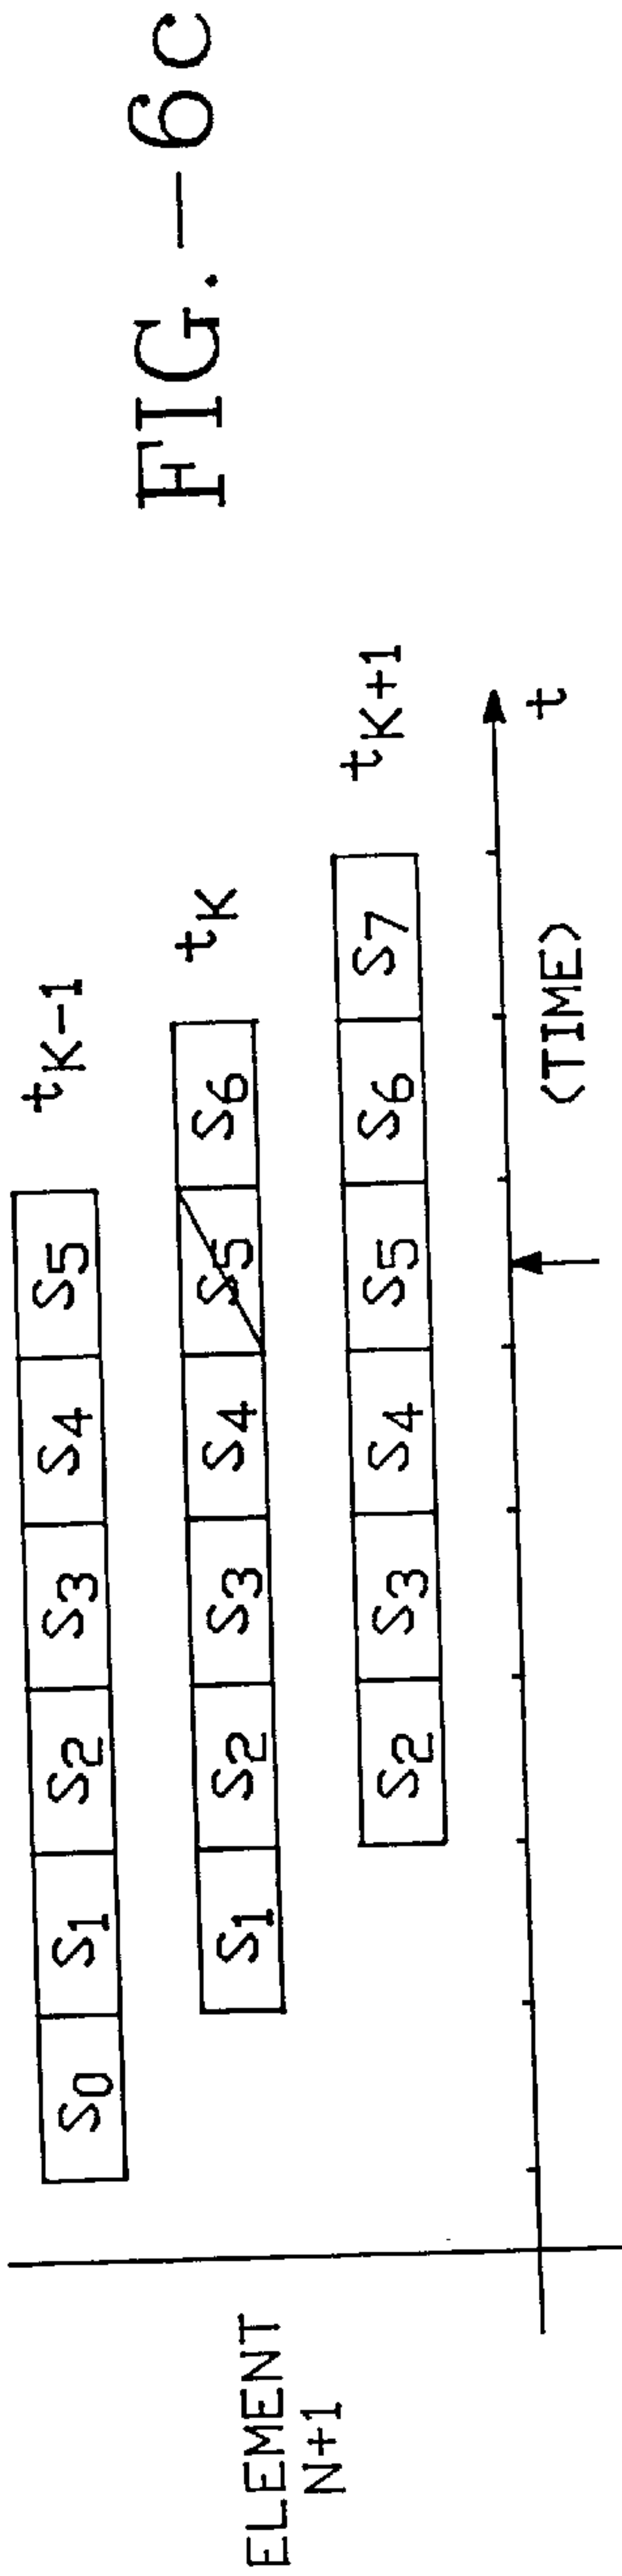 FIG.-6c
S0 S1 S2 S3 S4 S5 tK-1
S1 S2 S3 S4 S5 S6 tK
S2 S3 S4 S5 S6 S7 tK+1
ELEMENT
N+1
t
(TIME)